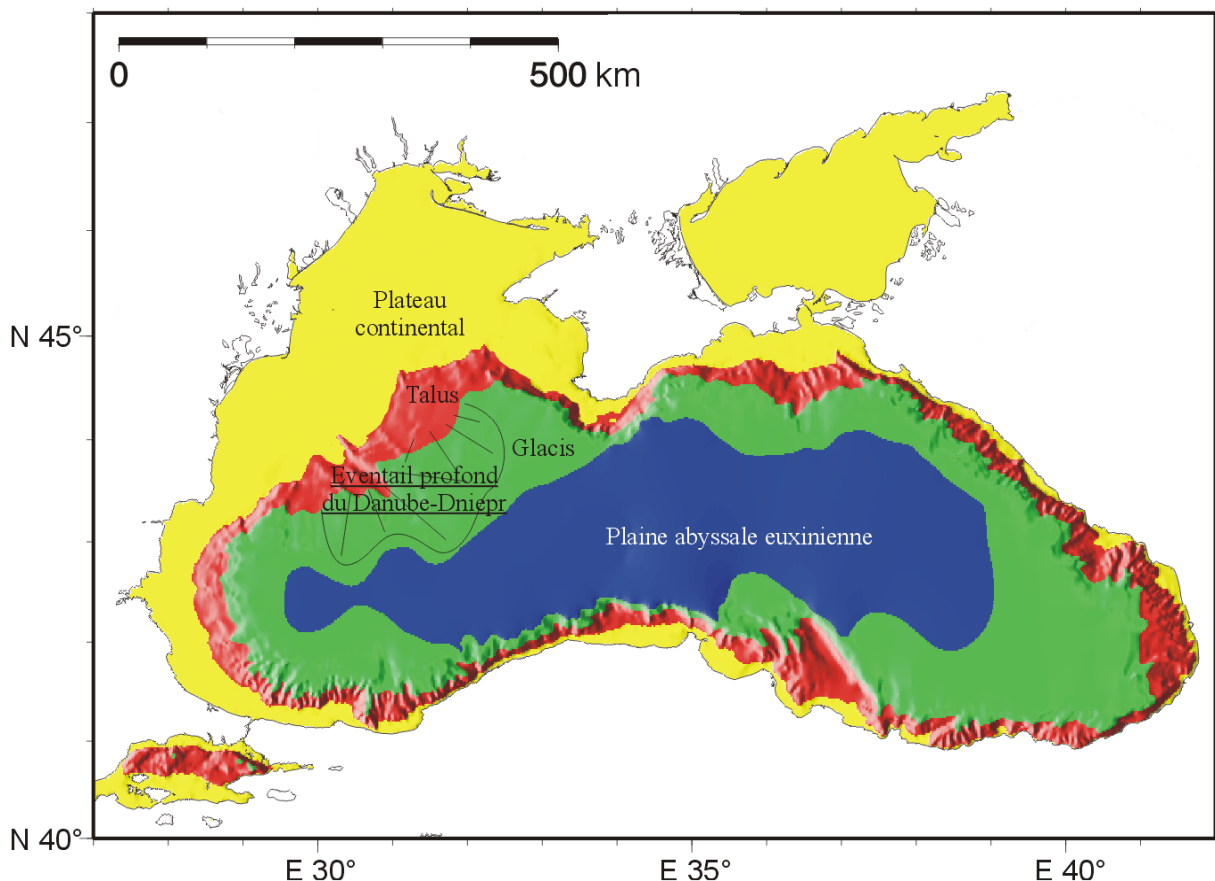 0
500 km
Plateau
continental
N 45°
Talus
Glacis
Eventail profond
du Danube-Dniepr
Plaine abyssale euxinienne
N 40°
E 30°
E 35°
E 40°